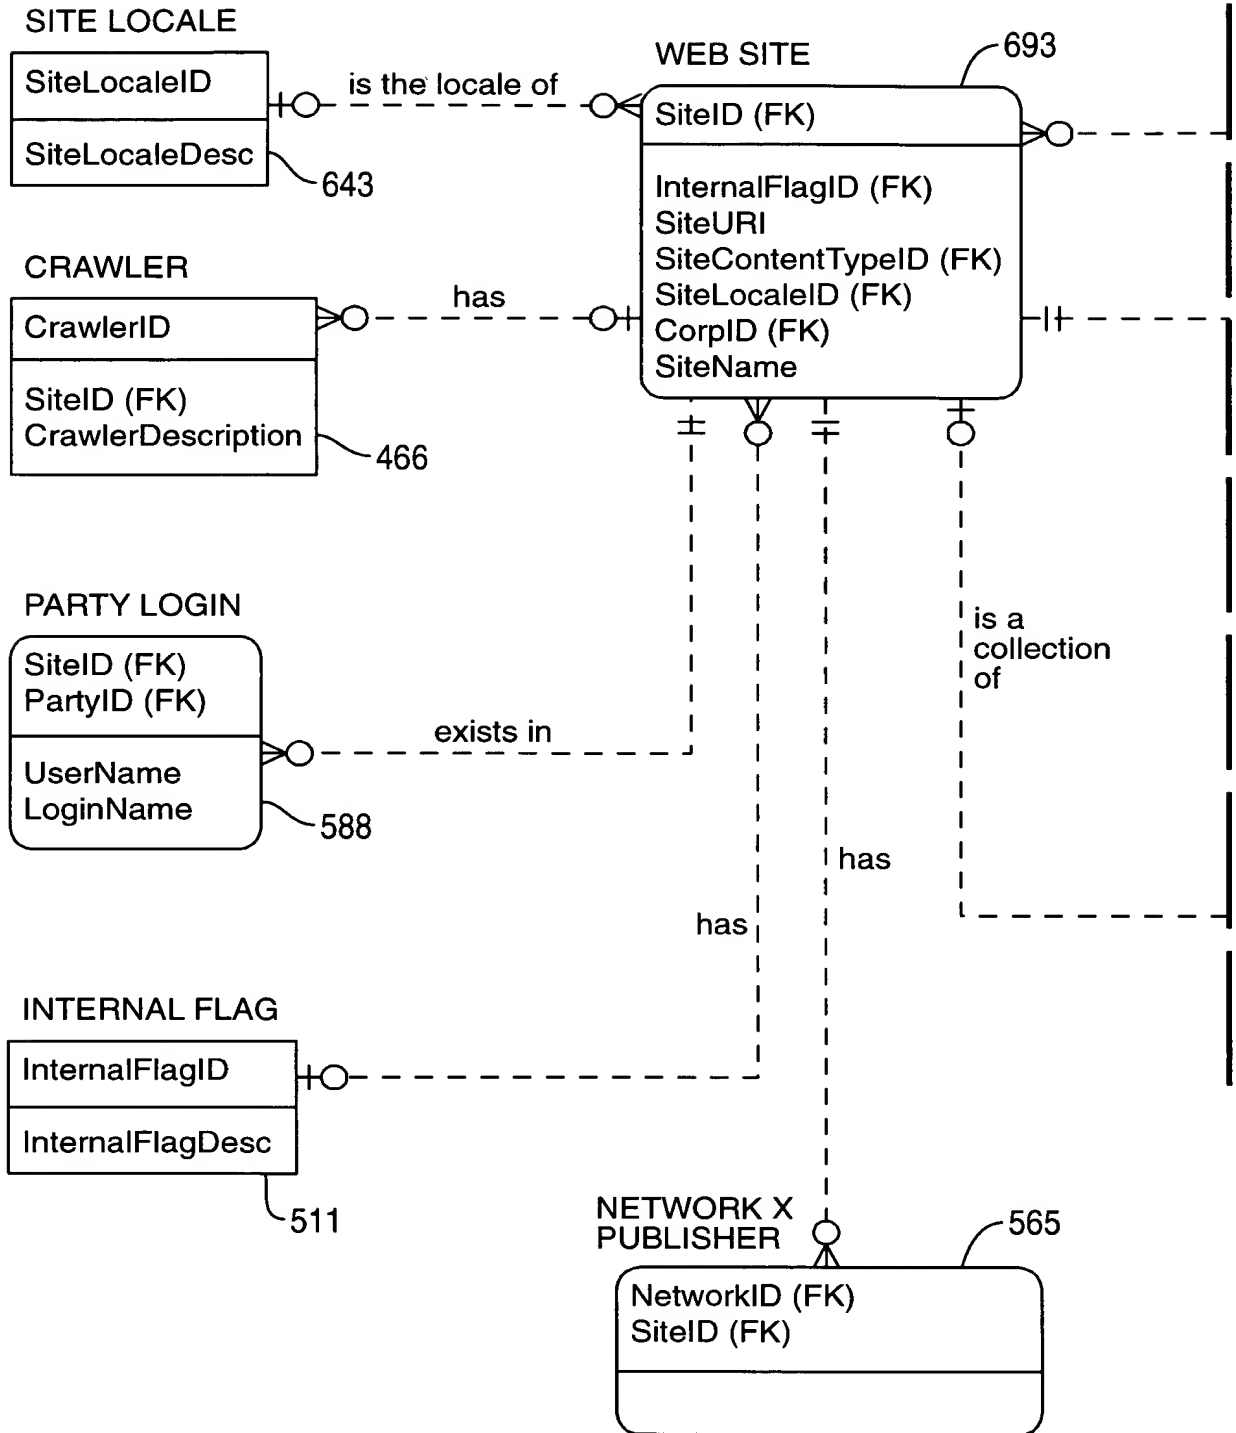 SITE LOCALE
SiteLocaleID
SiteLocaleDesc
643
is the locale of
WEB SITE
693
SiteID (FK)
InternalFlagID (FK)
SiteURI
SiteContentTypeID (FK)
SiteLocaleID (FK)
CorpID (FK)
SiteName
CRAWLER
CrawlerID
SiteID (FK)
CrawlerDescription
466
has
PARTY LOGIN
SiteID (FK)
PartyID (FK)
UserName
LoginName
588
exists in
is a
collection
of
has
has
INTERNAL FLAG
InternalFlagID
InternalFlagDesc
511
NETWORK X
PUBLISHER
565
NetworkID (FK)
SiteID (FK)